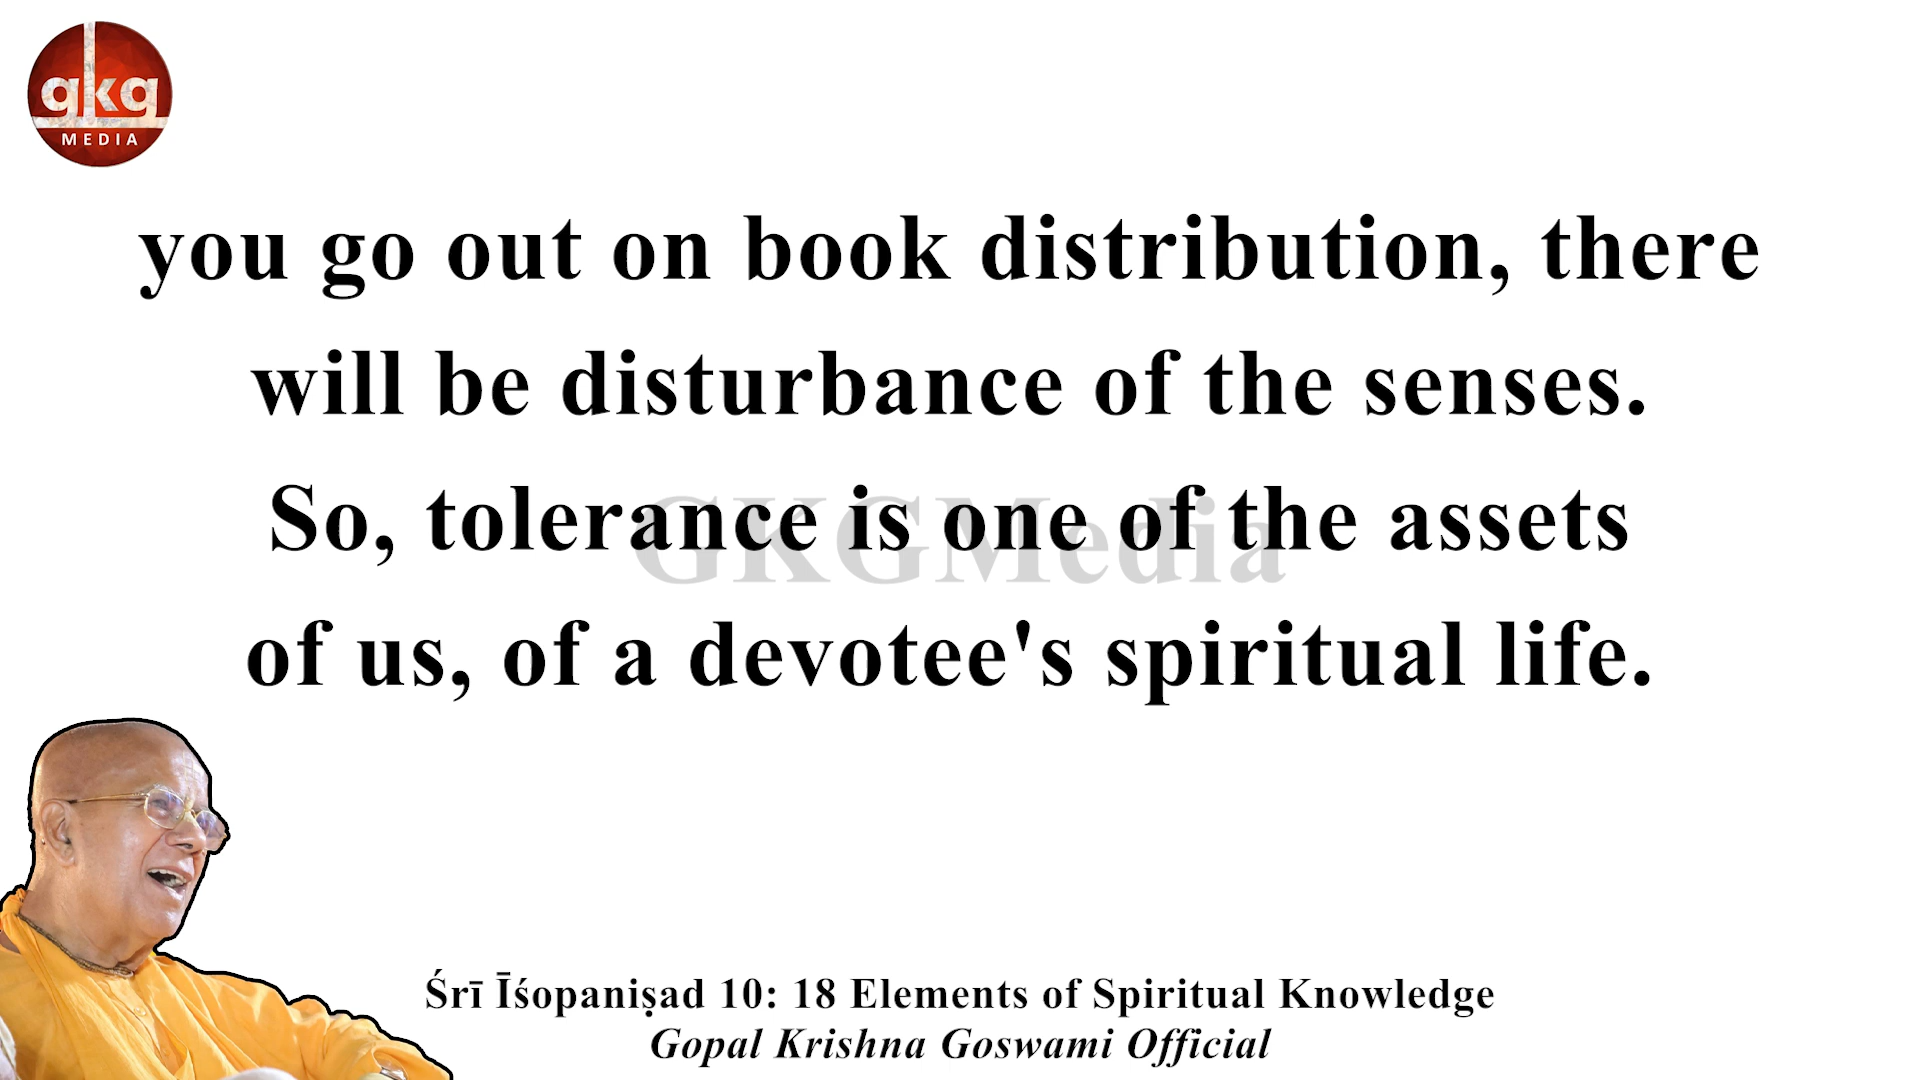 gkg
MEDIA
you go out on book distribution, there
will be disturbance of the senses.
So, tolerance is one of the assets
GKGMedia
of us, of a devotee's spiritual life.
Śrī Īśopaniṣad 10: 18 Elements of Spiritual Knowledge
Gopal Krishna Goswami Official